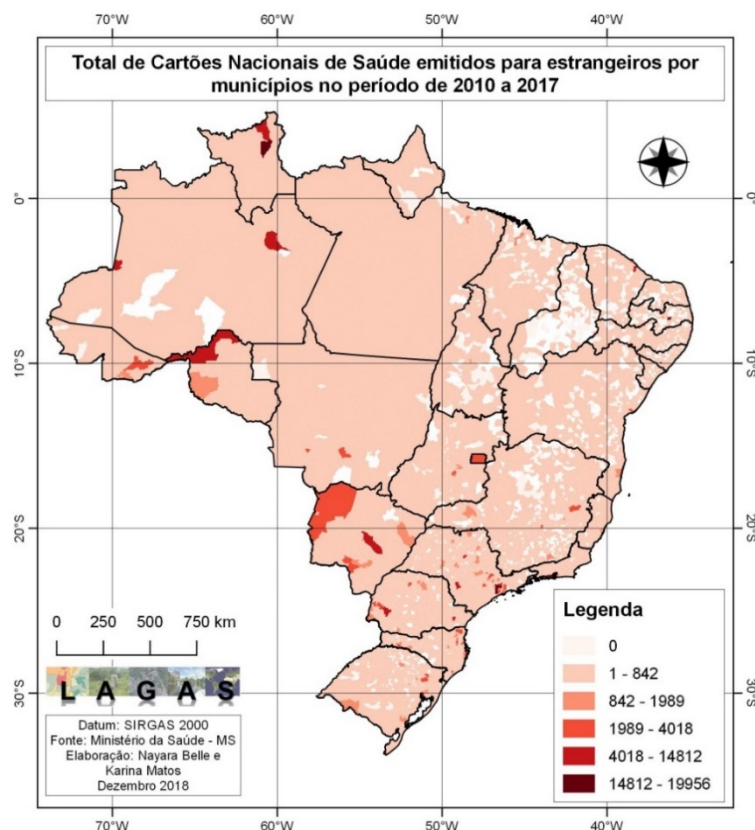 70°W 60°W 50°W 40°W
Total de Cartões Nacionais de Saúde emitidos para estrangeiros por
municípios no período de 2010 a 2017
0° 0°
10°S 10°S
20°S 20°S
0 250 500 750 km
L A G A S
Datum: SIRGAS 2000
Fonte: Ministério da Saúde - MS
Elaboração: Nayara Belle e
Karina Matos
Dezembro 2018
Legenda
0
1 - 842
842 - 1989
1989 - 4018
4018 - 14812
14812 - 19956
30°S 30°S
70°W 60°W 50°W 40°W